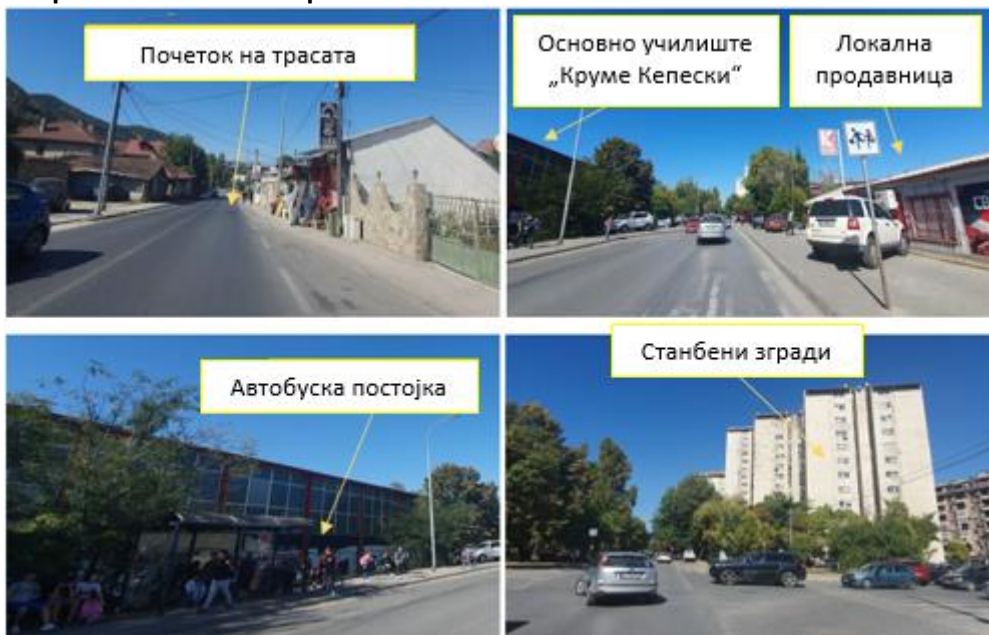 Почеток на трасата
Основно училиште
„Круме Кепески“
Локална
продавница
Автобуска постојка
Станбени згради